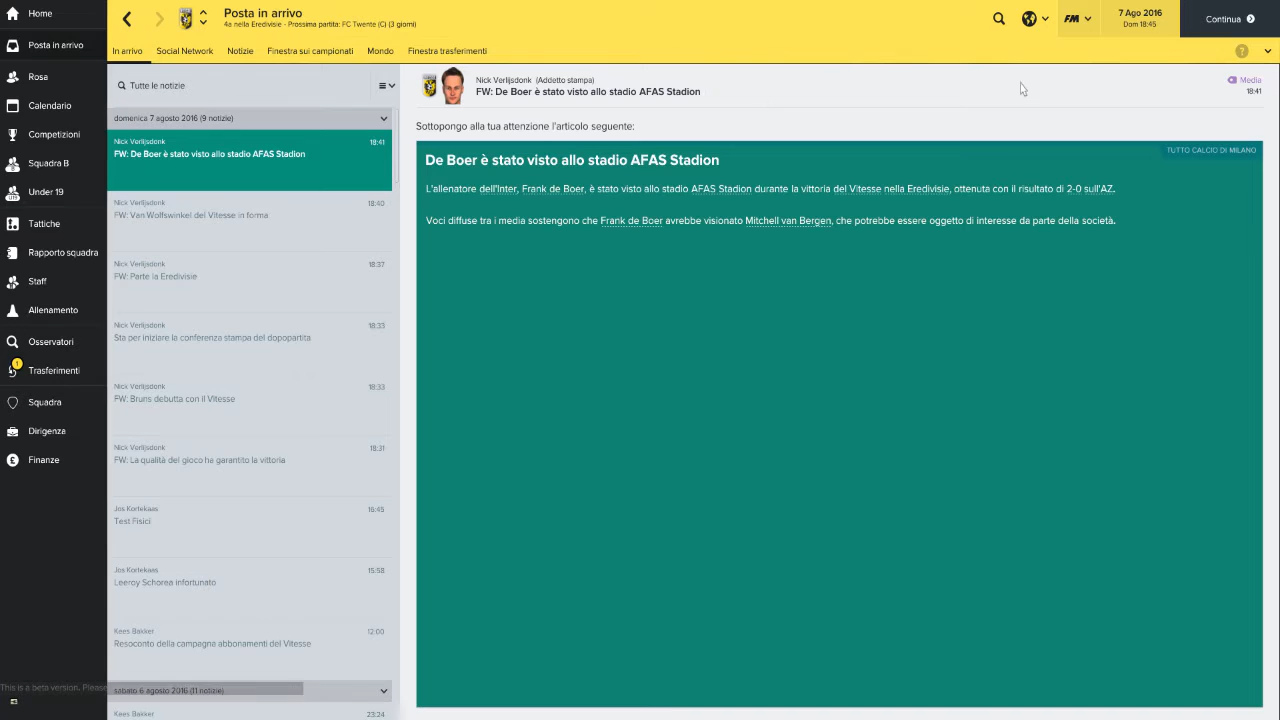 Posta in arrivo
4a nella Eredivisie - Prossima partita: FC Twente (C) (3 giorni)
FM
7 Ago 2016
Dom 18:45
Continua
In arrivo
Social Network
Notizie
Finestra sui campionati
Mondo
Finestra trasferimenti
?
Home
Posta in arrivo
Rosa
Calendario
Competizioni
Squadra B
Under 19
Tattiche
Rapporto squadra
Staff
Allenamento
Osservatori
1
Trasferimenti
Squadra
Dirigenza
Finanze
This is a beta version. Please
Tutte le notizie
domenica 7 agosto 2016 (9 notizie)
Nick Verlijsdonk 18:41
FW: De Boer è stato visto allo stadio AFAS Stadion
Nick Verlijsdonk 18:40
FW: Van Wolfswinkel del Vitesse in forma
Nick Verlijsdonk 18:37
FW: Parte la Eredivisie
Nick Verlijsdonk 18:33
Sta per iniziare la conferenza stampa del dopopartita
Nick Verlijsdonk 18:33
FW: Bruns debutta con il Vitesse
Nick Verlijsdonk 18:31
FW: La qualità del gioco ha garantito la vittoria
Jos Kortekaas 16:45
Test Fisici
Jos Kortekaas 15:58
Leeroy Schorea infortunato
Kees Bakker 12:00
Resoconto della campagna abbonamenti del Vitesse
sabato 6 agosto 2016 (11 notizie)
Kees Bakker 23:24
Nick Verlijsdonk (Addetto stampa)
FW: De Boer è stato visto allo stadio AFAS Stadion
Media
18:41
Sottopongo alla tua attenzione l'articolo seguente:
TUTTO CALCIO DI MILANO
De Boer è stato visto allo stadio AFAS Stadion
L'allenatore dell'Inter, Frank de Boer, è stato visto allo stadio AFAS Stadion durante la vittoria del Vitesse nella Eredivisie, ottenuta con il risultato di 2-0 sull'AZ.
Voci diffuse tra i media sostengono che Frank de Boer avrebbe visionato Mitchell van Bergen, che potrebbe essere oggetto di interesse da parte della società.